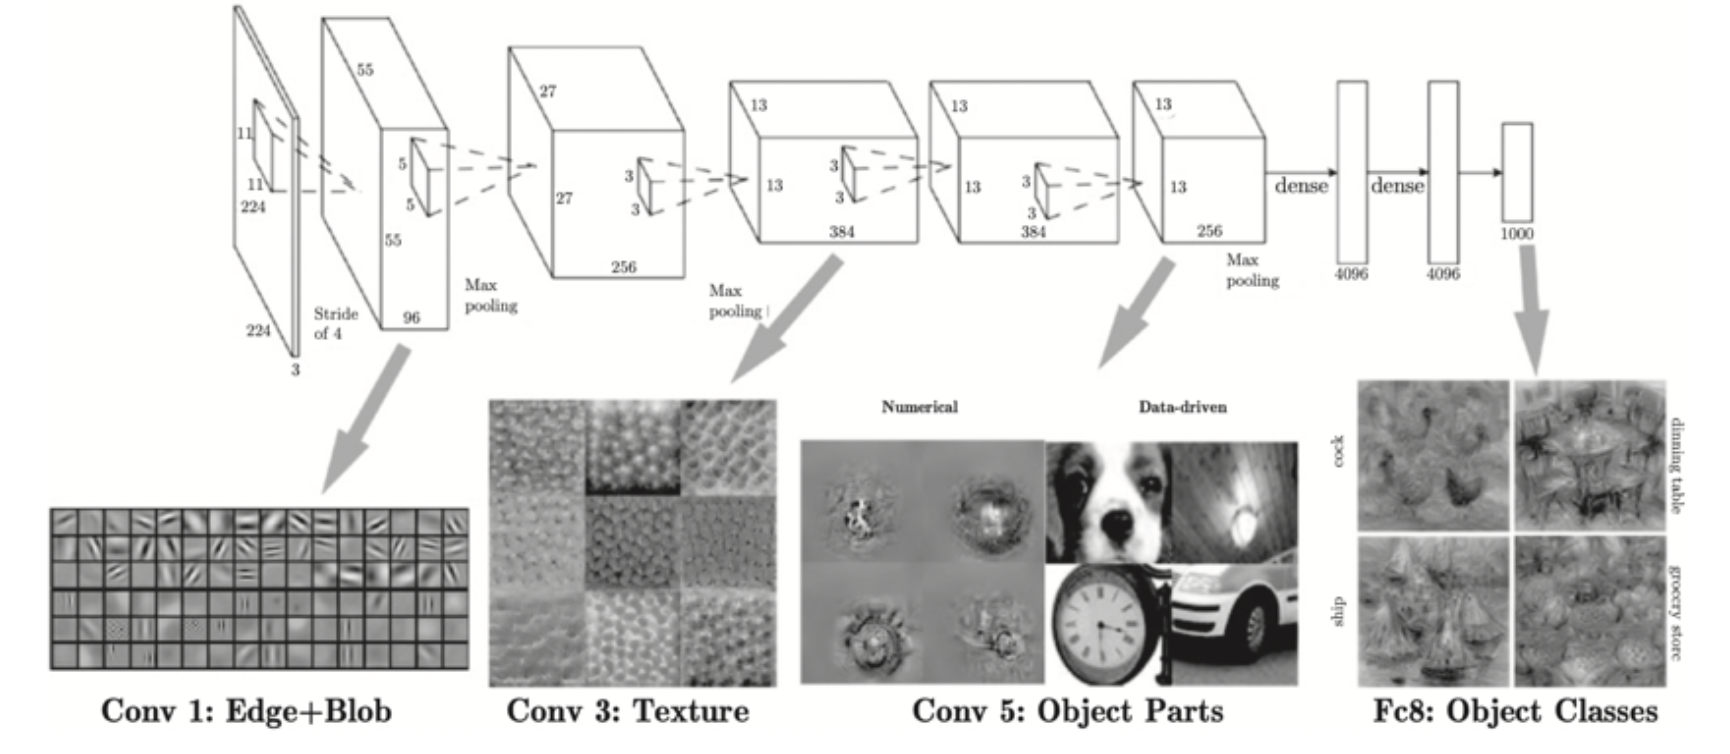 11
11
224
224
3
Stride
of 4
55
5
5
55
96
Max
pooling
27
3
3
27
256
Max
pooling
13
3
3
13
384
13
3
3
13
384
13
13
256
Max
pooling
dense
4096
dense
4096
1000
Numerical
Data-driven
cock
dinning table
ship
groccry store
Conv 1: Edge+Blob
Conv 3: Texture
Conv 5: Object Parts
Fc8: Object Classes